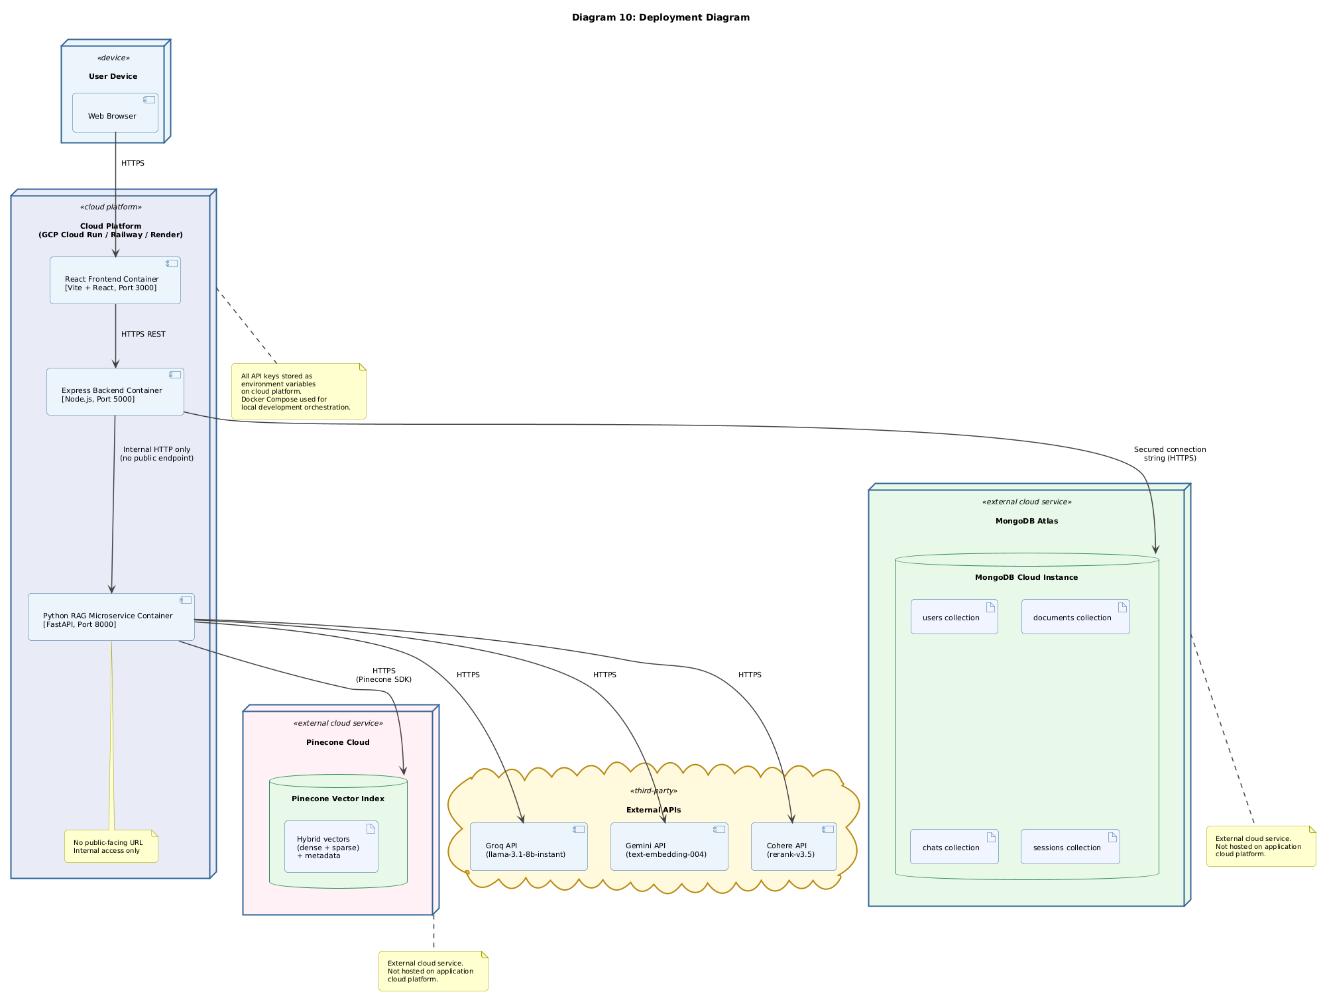 Diagram 10: Deployment Diagram
«device»
User Device
Web Browser
HTTPS
«cloud platform»
Cloud Platform
(GCP Cloud Run / Railway / Render)
React Frontend Container
[Vite + React, Port 3000]
HTTPS REST
All API keys stored as
environment variables
on cloud platform.
Docker Compose used for
local development orchestration.
Express Backend Container
[Node.js, Port 5000]
Internal HTTP only
(no public endpoint)
Secured connection
string (HTTPS)
«external cloud service»
MongoDB Atlas
MongoDB Cloud Instance
users collection
documents collection
chats collection
sessions collection
Python RAG Microservice Container
[FastAPI, Port 8000]
HTTPS
(Pinecone SDK)
HTTPS
HTTPS
HTTPS
«external cloud service»
Pinecone Cloud
Pinecone Vector Index
Hybrid vectors
(dense + sparse)
+ metadata
«third-party»
External APIs
Groq API
(llama-3.1-8b-instant)
Gemini API
(text-embedding-004)
Cohere API
(rerank-v3.5)
No public-facing URL
Internal access only
External cloud service.
Not hosted on application
cloud platform.
External cloud service.
Not hosted on application
cloud platform.